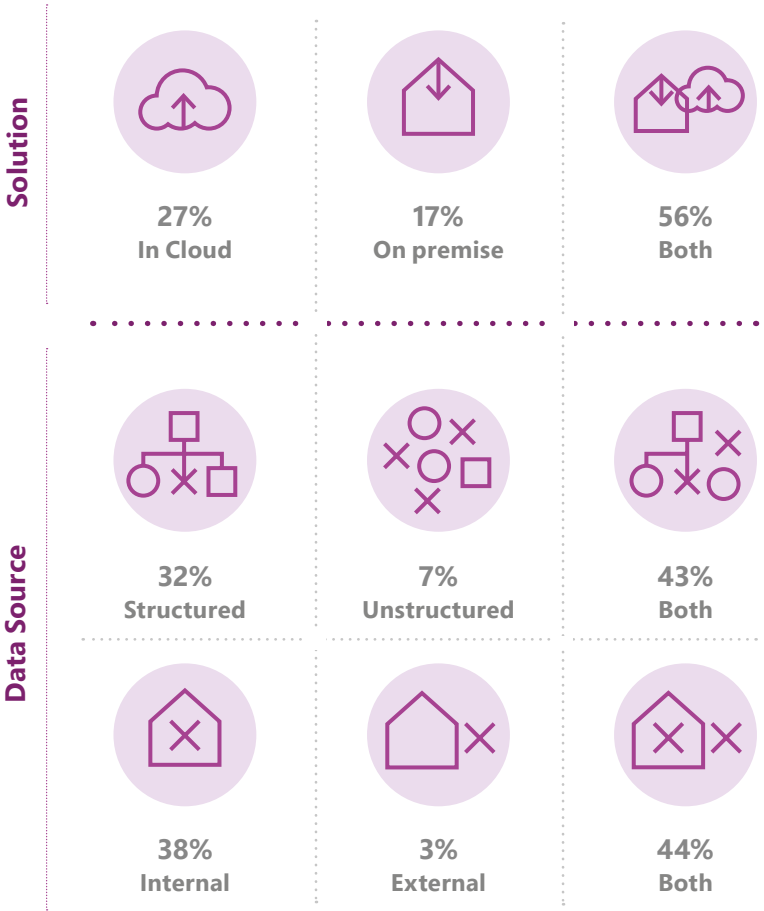 Solution
27%
In Cloud
17%
On premise
56%
Both
Data Source
32%
Structured
7%
Unstructured
43%
Both
38%
Internal
3%
External
44%
Both